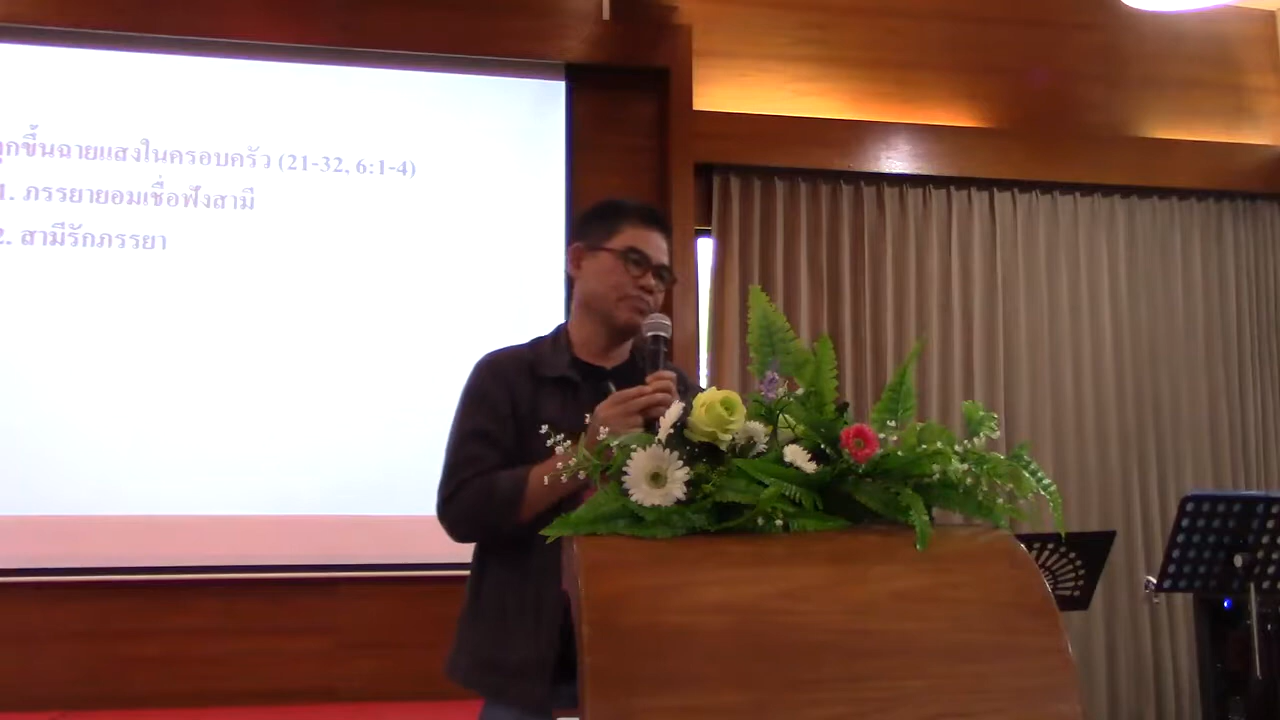 ลุกขึ้นฉายแสงในครอบครัว (21-32, 6:1-4)
1. ภรรยายอมเชื่อฟังสามี
2. สามีรักภรรยา